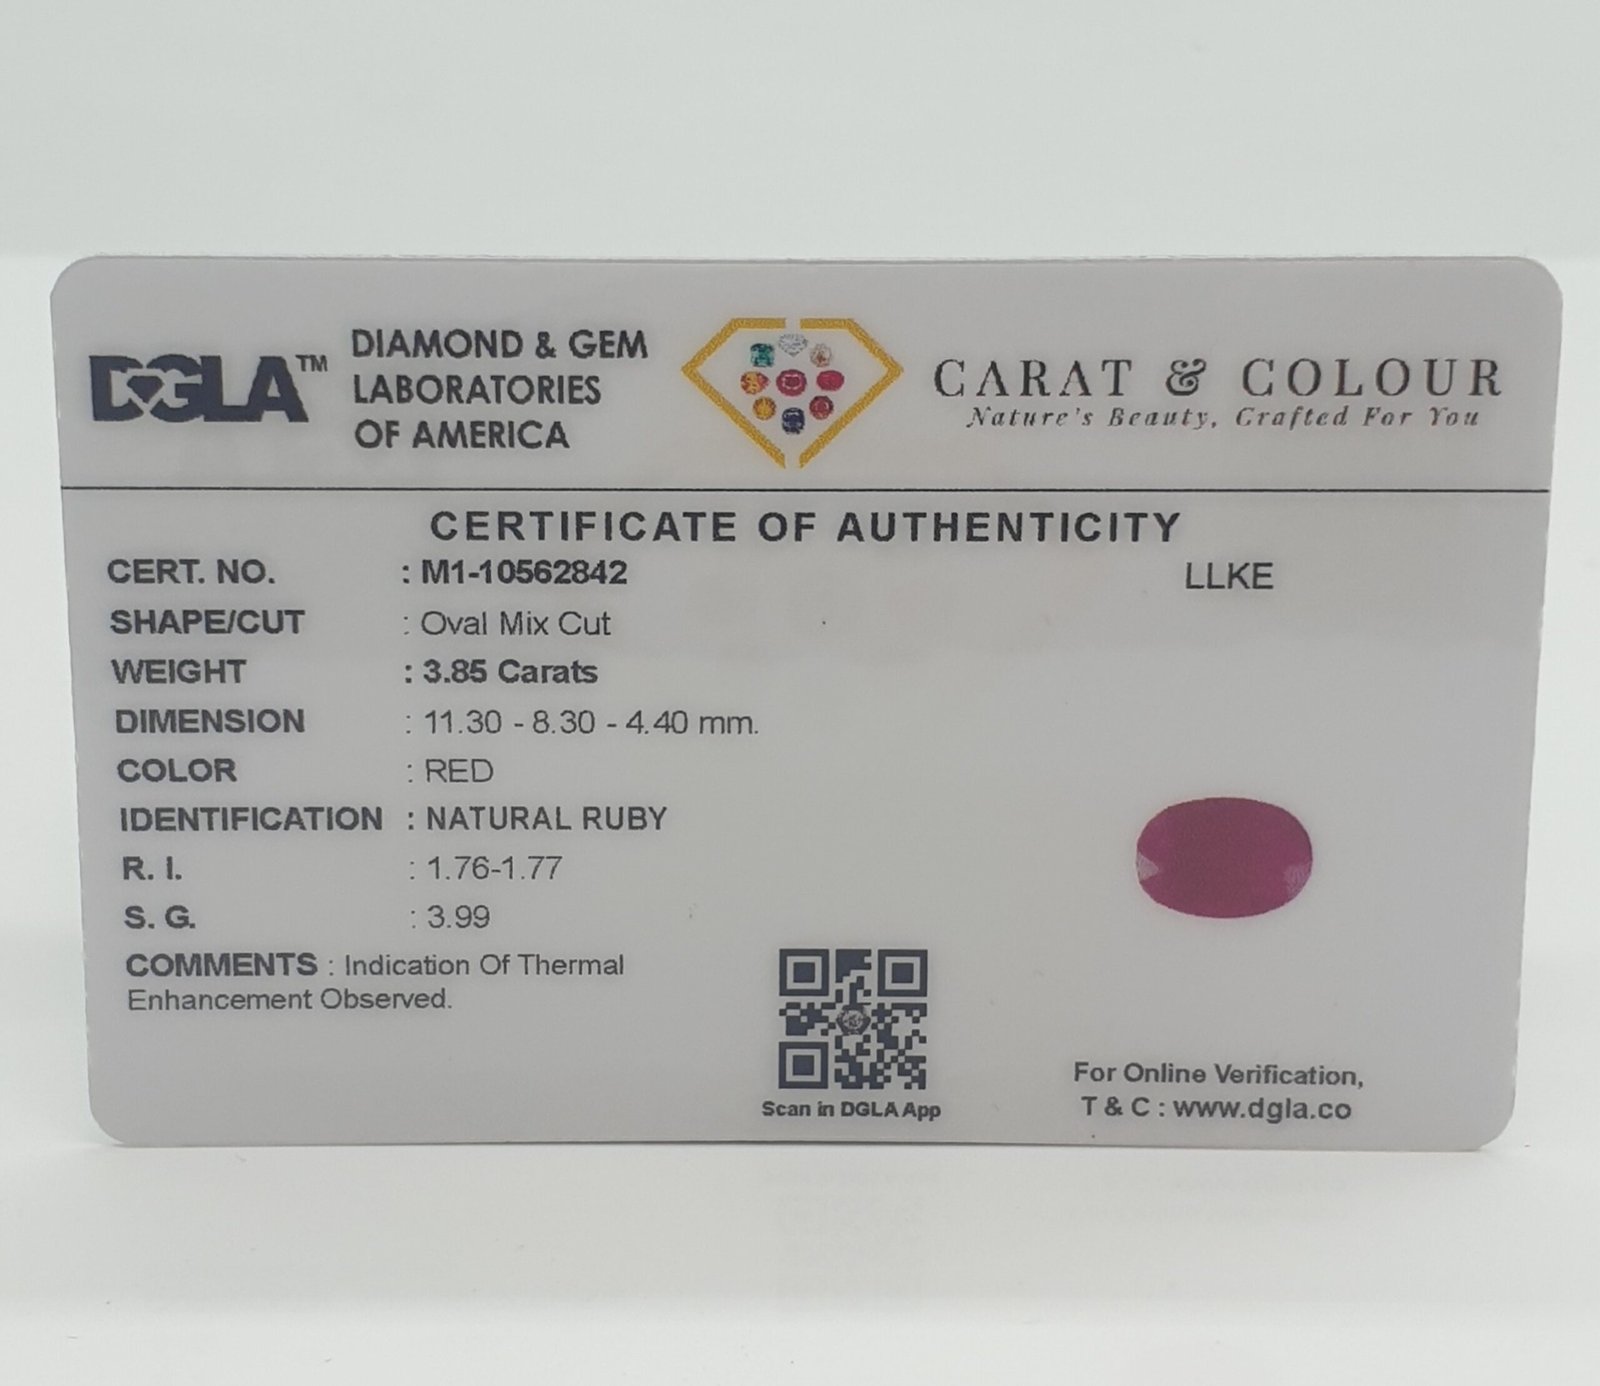 DGLA™
DIAMOND & GEM
LABORATORIES
OF AMERICA
CARAT & COLOUR
Nature's Beauty, Crafted For You
CERTIFICATE OF AUTHENTICITY
CERT. NO. : M1-10562842
LLKE
SHAPE/CUT : Oval Mix Cut
WEIGHT : 3.85 Carats
DIMENSION : 11.30 - 8.30 - 4.40 mm.
COLOR : RED
IDENTIFICATION : NATURAL RUBY
R. I. : 1.76-1.77
S. G. : 3.99
COMMENTS : Indication Of Thermal
Enhancement Observed.
Scan in DGLA App
For Online Verification,
T & C : www.dgla.co